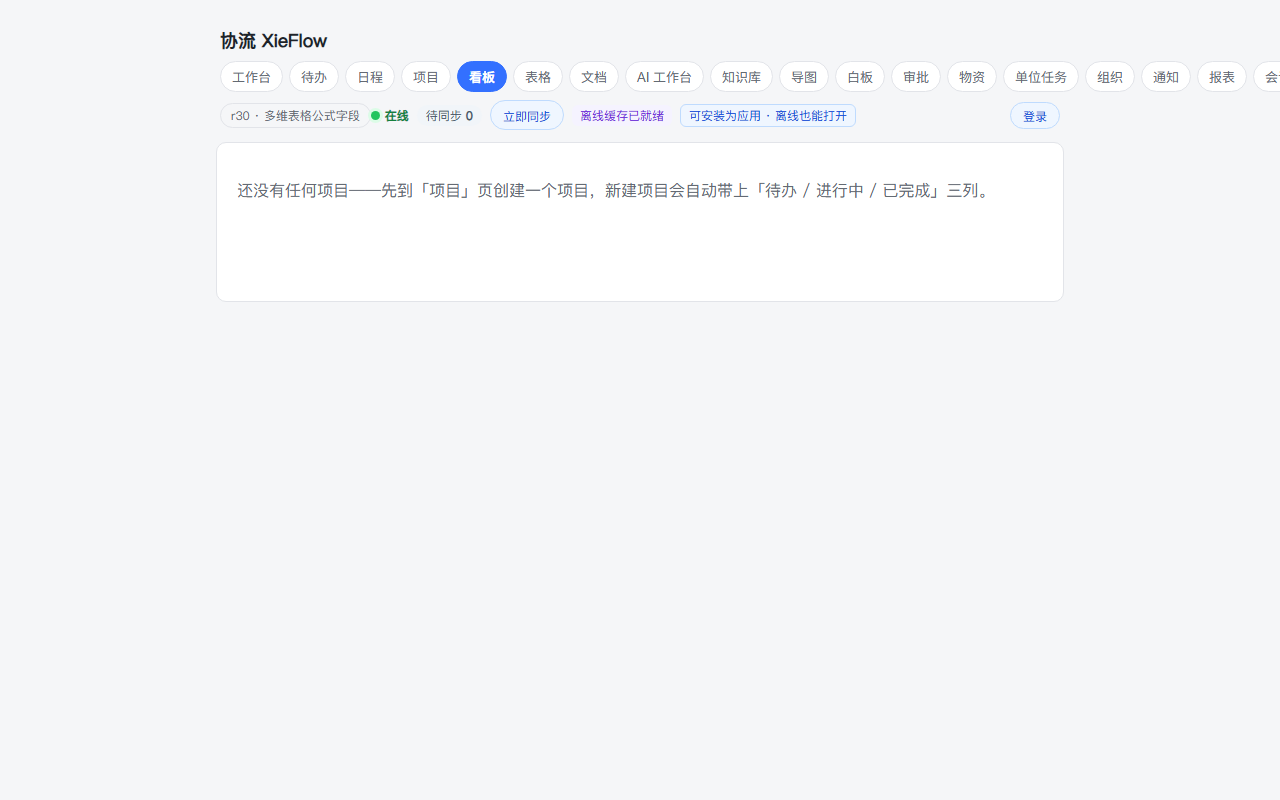 协流 XieFlow
工作台 待办 日程 项目 看板 表格 文档 AI 工作台 知识库 导图 白板 审批 物资 单位任务 组织 通知 报表 会
r30 · 多维表格公式字段 在线 待同步 0 立即同步 离线缓存已就绪 可安装为应用 · 离线也能打开 登录
还没有任何项目——先到「项目」页创建一个项目，新建项目会自动带上「待办 / 进行中 / 已完成」三列。